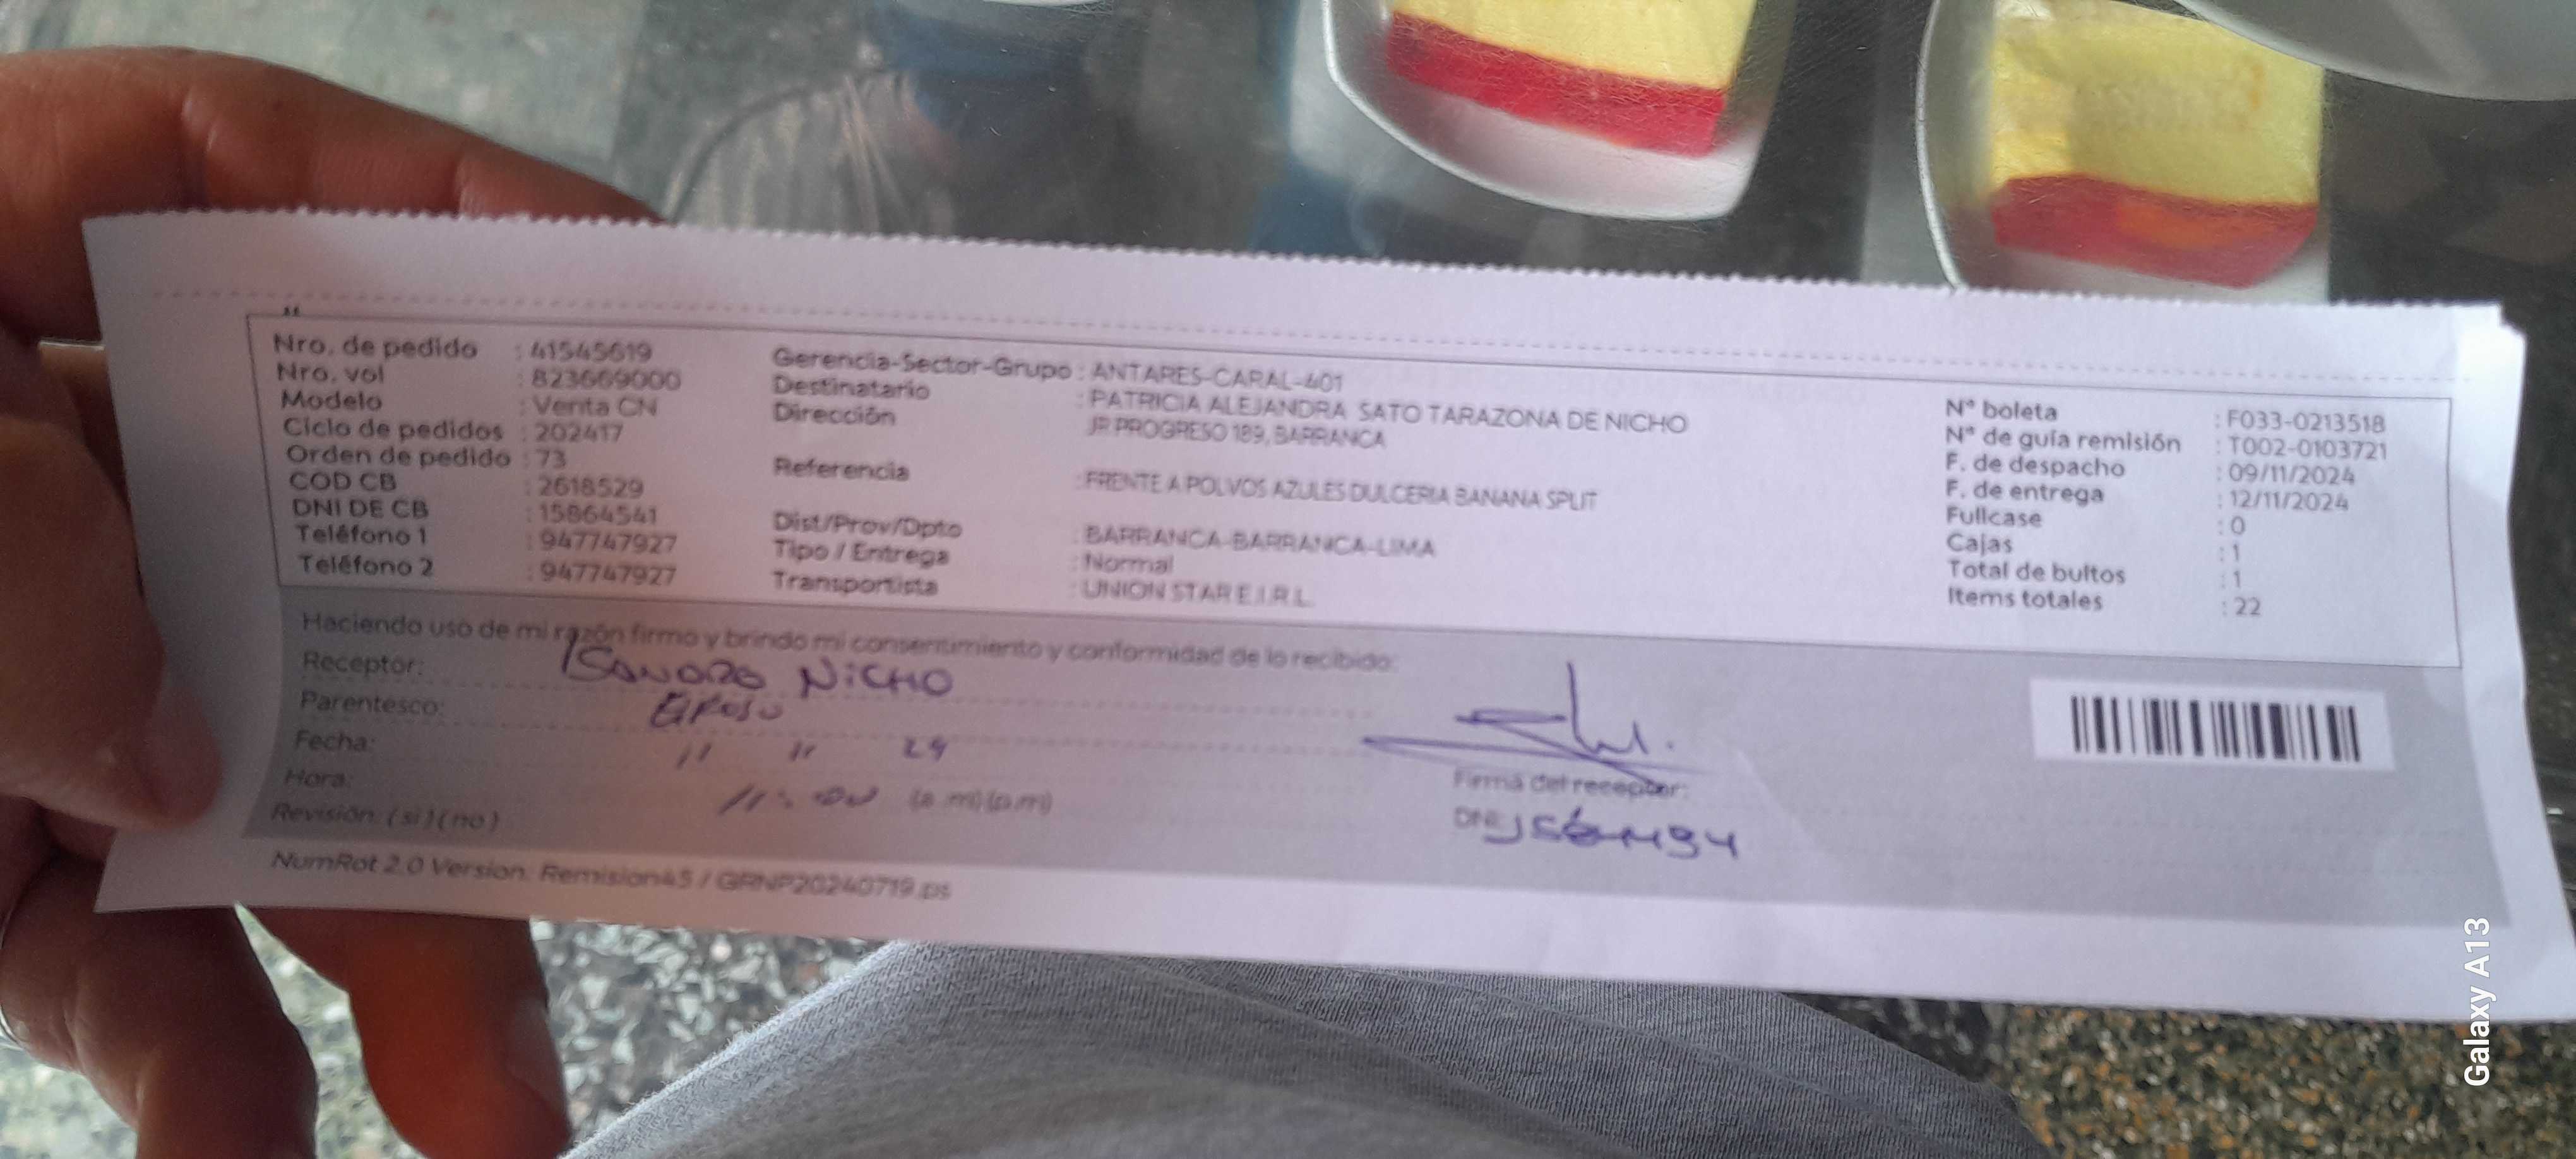 Nro. de pedido : 41545619
Nro. vol : 823669000
Modelo : Venta CN
Ciclo de pedidos : 202417
Orden de pedido : 73
COD CB : 2618529
DNI DE CB : 15864541
Teléfono 1 : 947747927
Teléfono 2 : 947747927
Gerencia-Sector-Grupo : ANTARES-CARAL-401
Destinatario : PATRICIA ALEJANDRA SATO TARAZONA DE NICHO
Dirección JR PROGRESO 189, BARRANCA
Referencia : FRENTE A POLVOS AZULES DULCERIA BANANA SPLIT
Dist/Prov/Dpto : BARRANCA-BARRANCA-LIMA
Tipo / Entrega : Normal
Transportista : UNION STAR E.I.R.L.
N° boleta : F033-0213518
N° de guía remisión : T002-0103721
F. de despacho : 09/11/2024
F. de entrega : 12/11/2024
Fullcase : 0
Cajas : 1
Total de bultos : 1
Items totales : 22
Haciendo uso de mi razón firmo y brindo mi consentimiento y conformidad de lo recibido:
Receptor: SANDRO NICHO
Parentesco: Esposo
Fecha: 11 11 24
Hora: 11: (a.m)(p.m)
Revisión: (si)(no)
Firma del receptor:
DNI:
NumRot 2.0 Version: Remision45 / GRNP20240719.ps
Galaxy A13